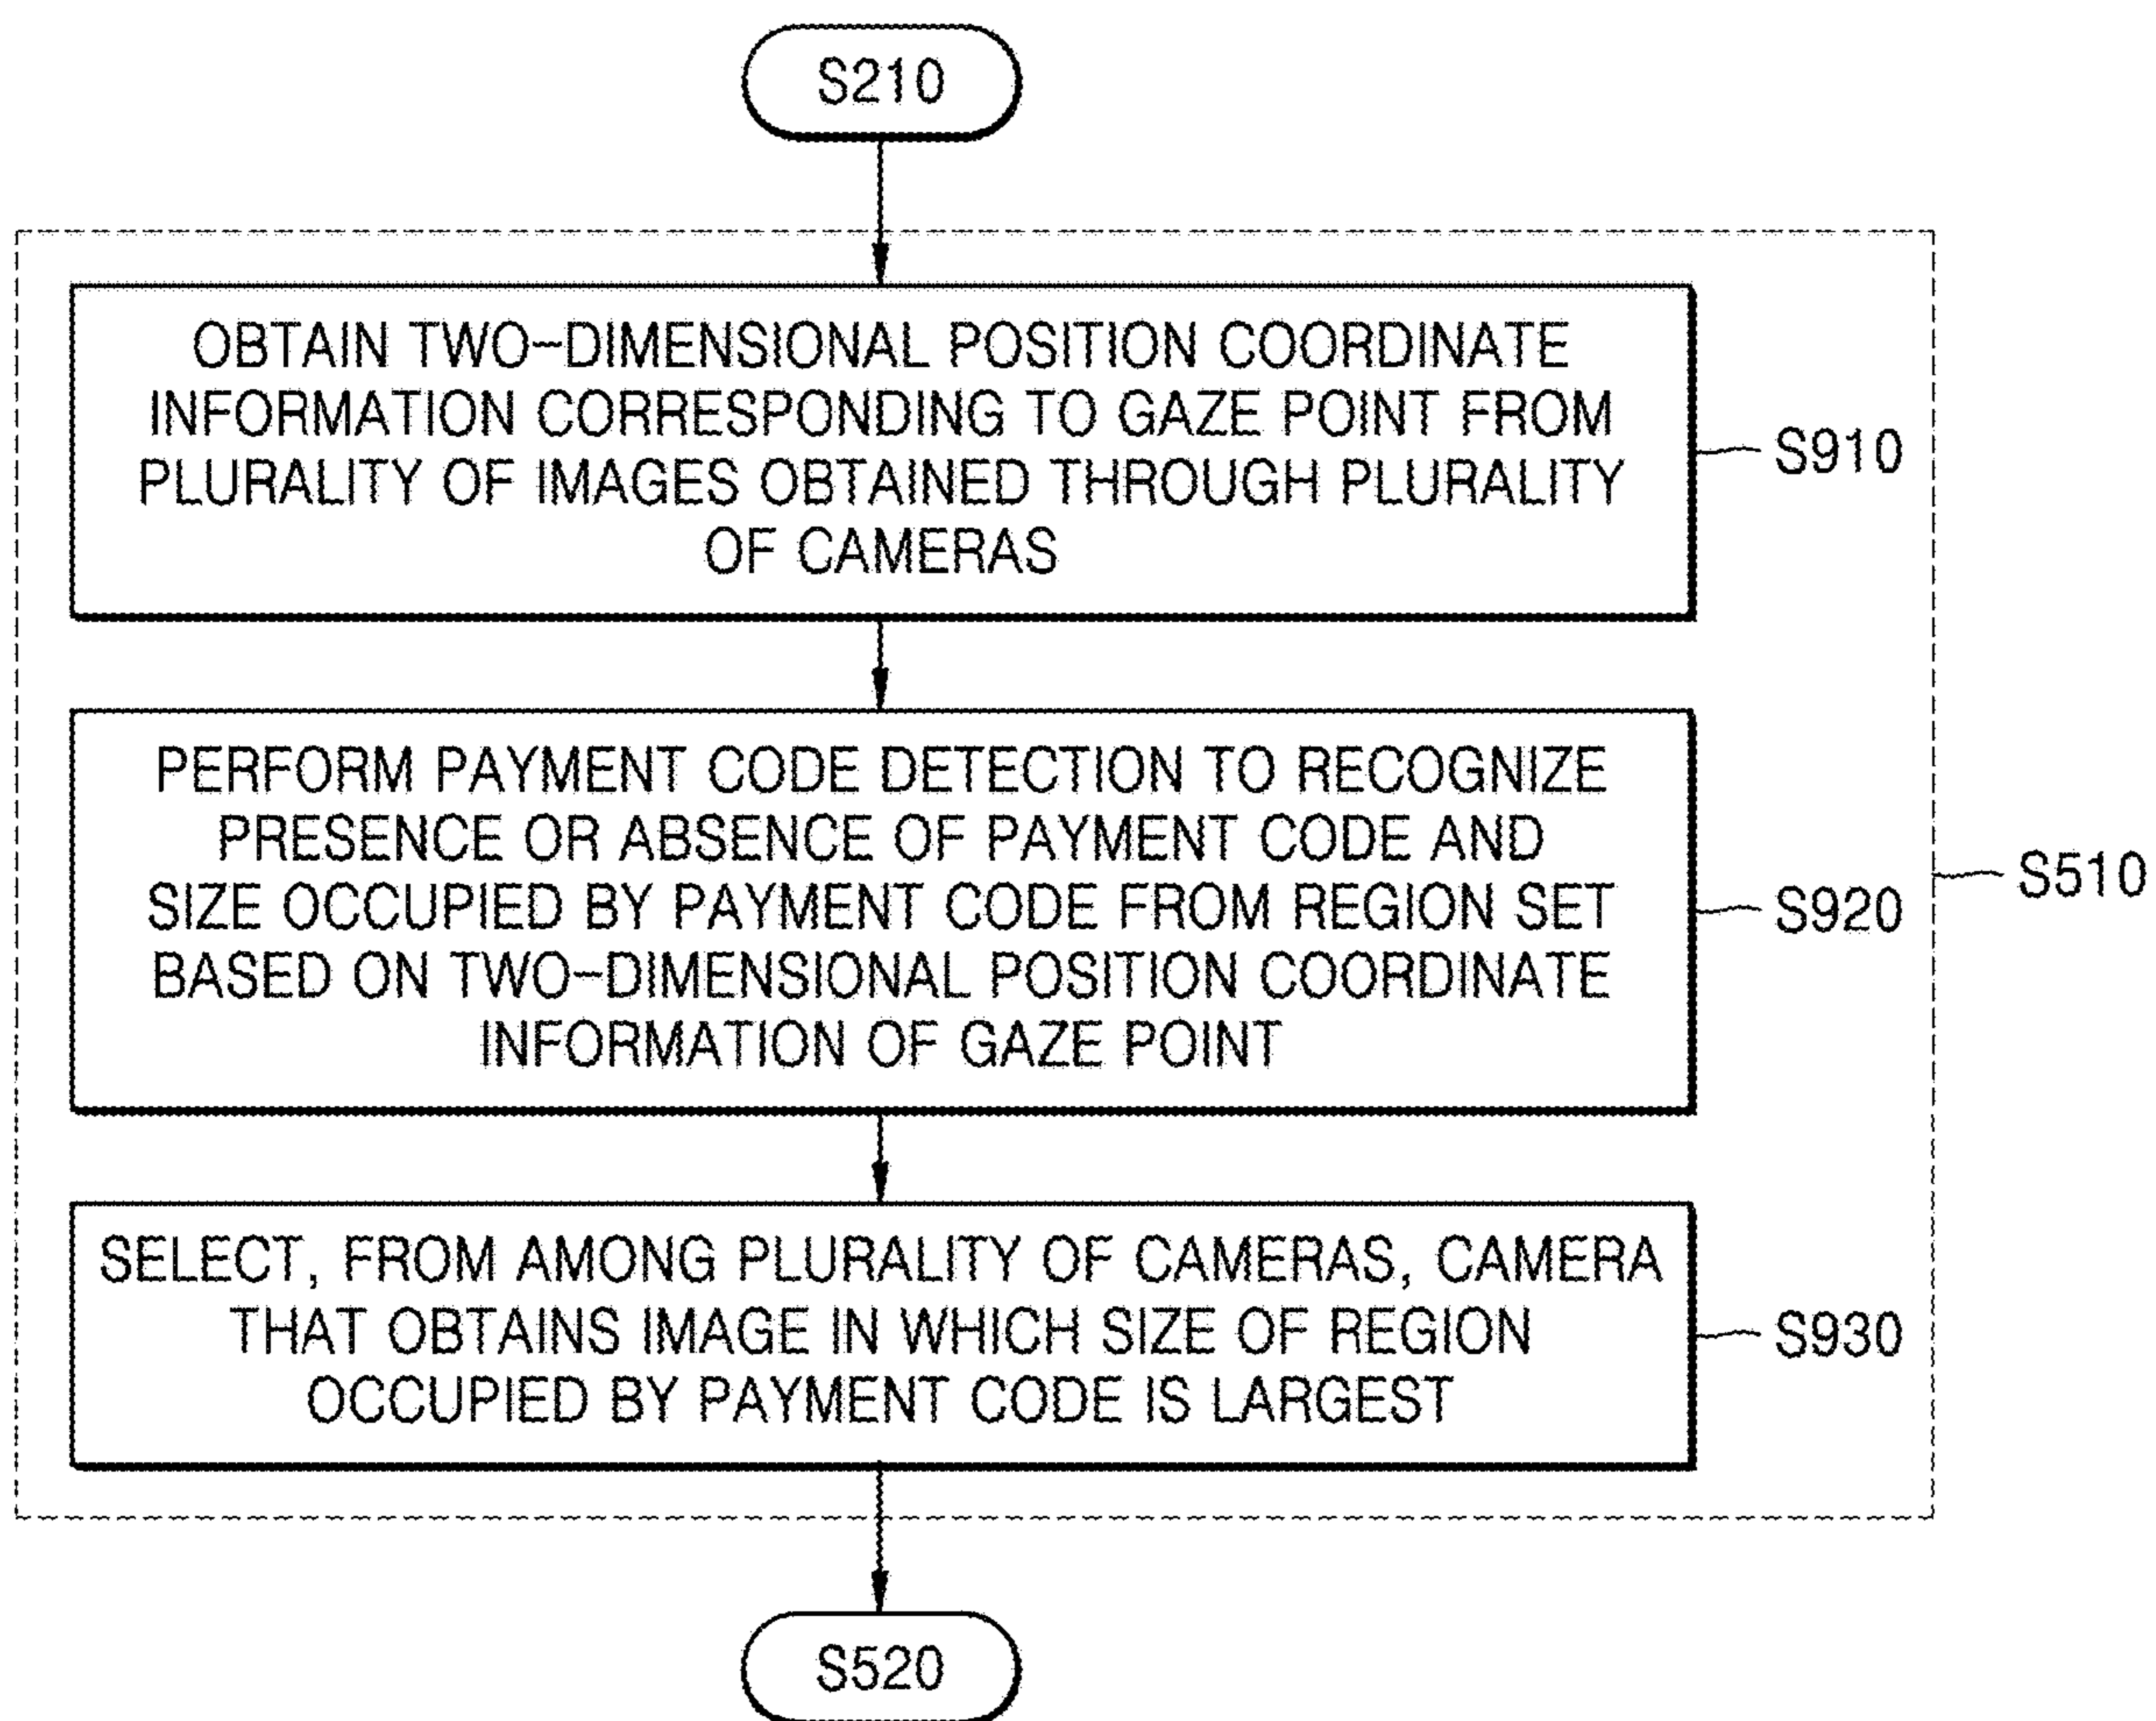 S210
OBTAIN TWO-DIMENSIONAL POSITION COORDINATE
INFORMATION CORRESPONDING TO GAZE POINT FROM
PLURALITY OF IMAGES OBTAINED THROUGH PLURALITY
OF CAMERAS
S910
PERFORM PAYMENT CODE DETECTION TO RECOGNIZE
PRESENCE OR ABSENCE OF PAYMENT CODE AND
SIZE OCCUPIED BY PAYMENT CODE FROM REGION SET
BASED ON TWO-DIMENSIONAL POSITION COORDINATE
INFORMATION OF GAZE POINT
S920
S510
SELECT, FROM AMONG PLURALITY OF CAMERAS, CAMERA
THAT OBTAINS IMAGE IN WHICH SIZE OF REGION
OCCUPIED BY PAYMENT CODE IS LARGEST
S930
S520